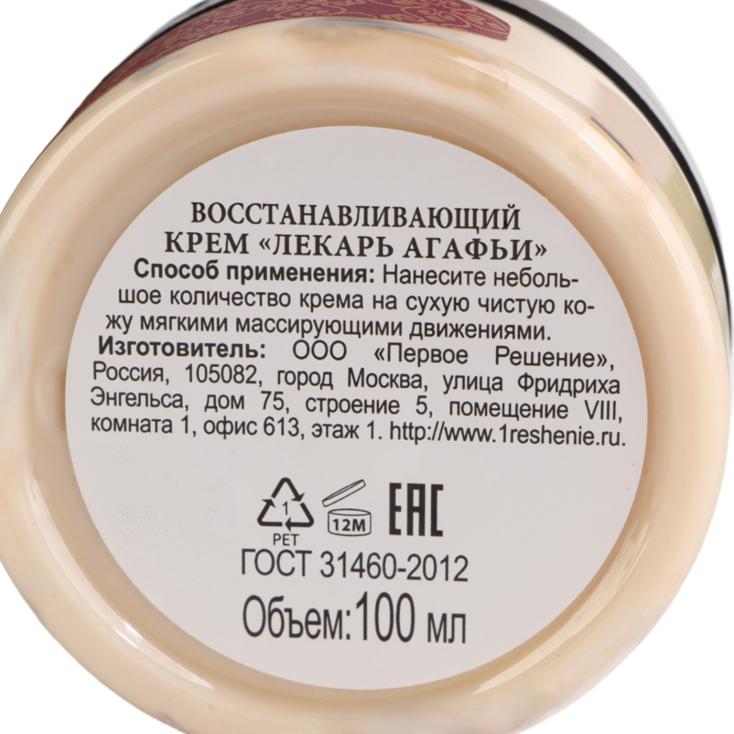 ВОССТАНАВЛИВАЮЩИЙ
КРЕМ «ЛЕКАРЬ АГАФЬИ»
Способ применения: Нанесите неболь-
шое количество крема на сухую чистую ко-
жу мягкими массирующими движениями.
Изготовитель: ООО «Первое Решение»,
Россия, 105082, город Москва, улица Фридриха
Энгельса, дом 75, строение 5, помещение VIII,
комната 1, офис 613, этаж 1. http://www.1reshenie.ru.
1
PET
12M
ЕАС
ГОСТ 31460-2012
Объем: 100 мл